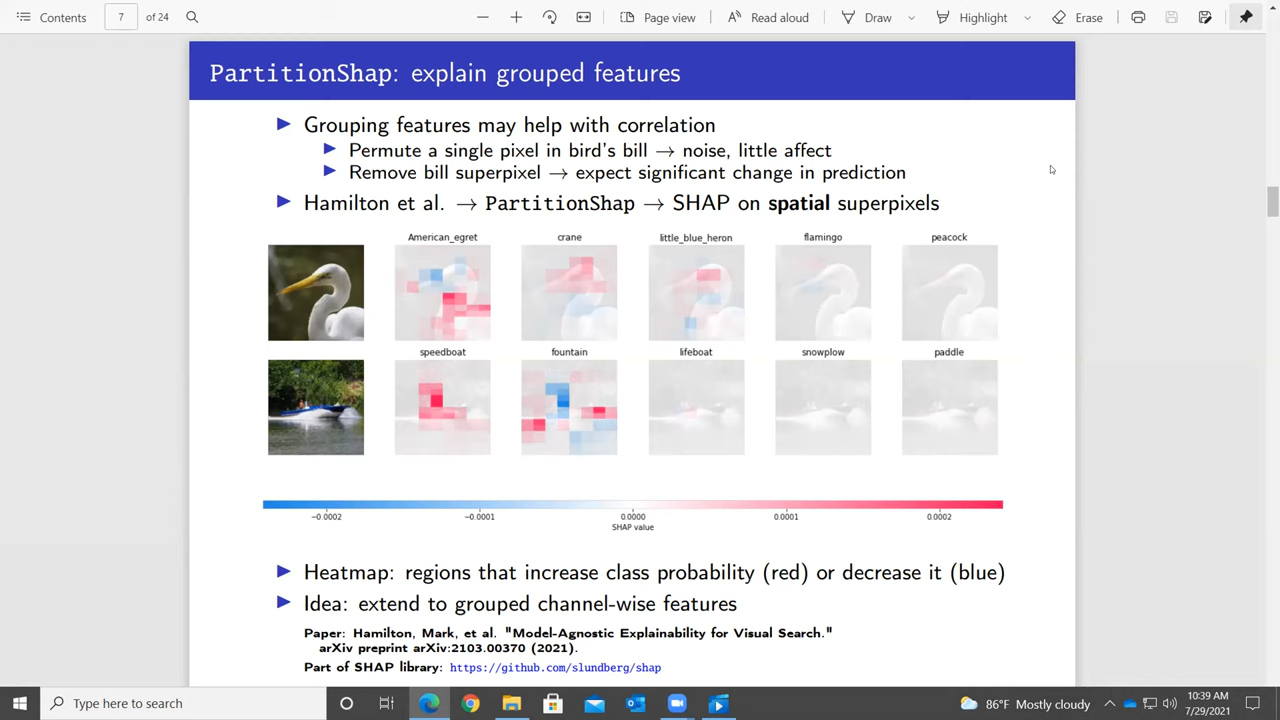 Contents
7
of 24
Page view
Read aloud
Draw
Highlight
Erase
PartitionShap: explain grouped features
Grouping features may help with correlation
Permute a single pixel in bird's bill → noise, little affect
Remove bill superpixel → expect significant change in prediction
Hamilton et al. → PartitionShap → SHAP on spatial superpixels
American_egret crane little_blue_heron flamingo peacock
speedboat fountain lifeboat snowplow paddle
−0.0002 −0.0001 0.0000 0.0001 0.0002
SHAP value
Heatmap: regions that increase class probability (red) or decrease it (blue)
Idea: extend to grouped channel-wise features
Paper: Hamilton, Mark, et al. "Model-Agnostic Explainability for Visual Search."
arXiv preprint arXiv:2103.00370 (2021).
Part of SHAP library: https://github.com/slundberg/shap
Type here to search
86°F Mostly cloudy
10:39 AM
7/29/2021